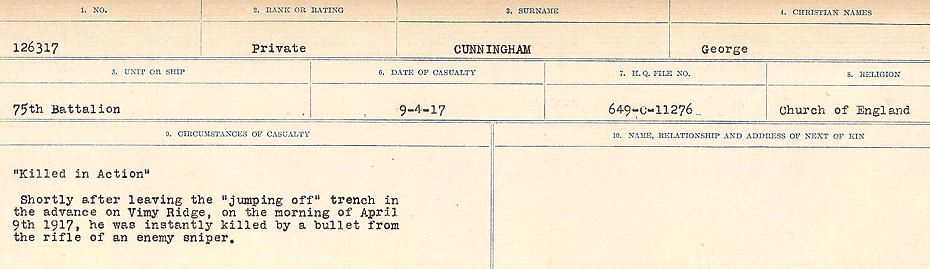 1. NO. 2. RANK OR RATING 3. SURNAME 4. CHRISTIAN NAMES
126317 Private CUNNINGHAM George
5. UNIT OR SHIP 6. DATE OF CASUALTY 7. H.Q. FILE NO. 8. RELIGION
75th Battalion 9-4-17 649-C-11276 Church of England
9. CIRCUMSTANCES OF CASUALTY 10. NAME, RELATIONSHIP AND ADDRESS OF NEXT OF KIN
"Killed in Action"
Shortly after leaving the "jumping off" trench in
the advance on Vimy Ridge, on the morning of April
9th 1917, he was instantly killed by a bullet from
the rifle of an enemy sniper.